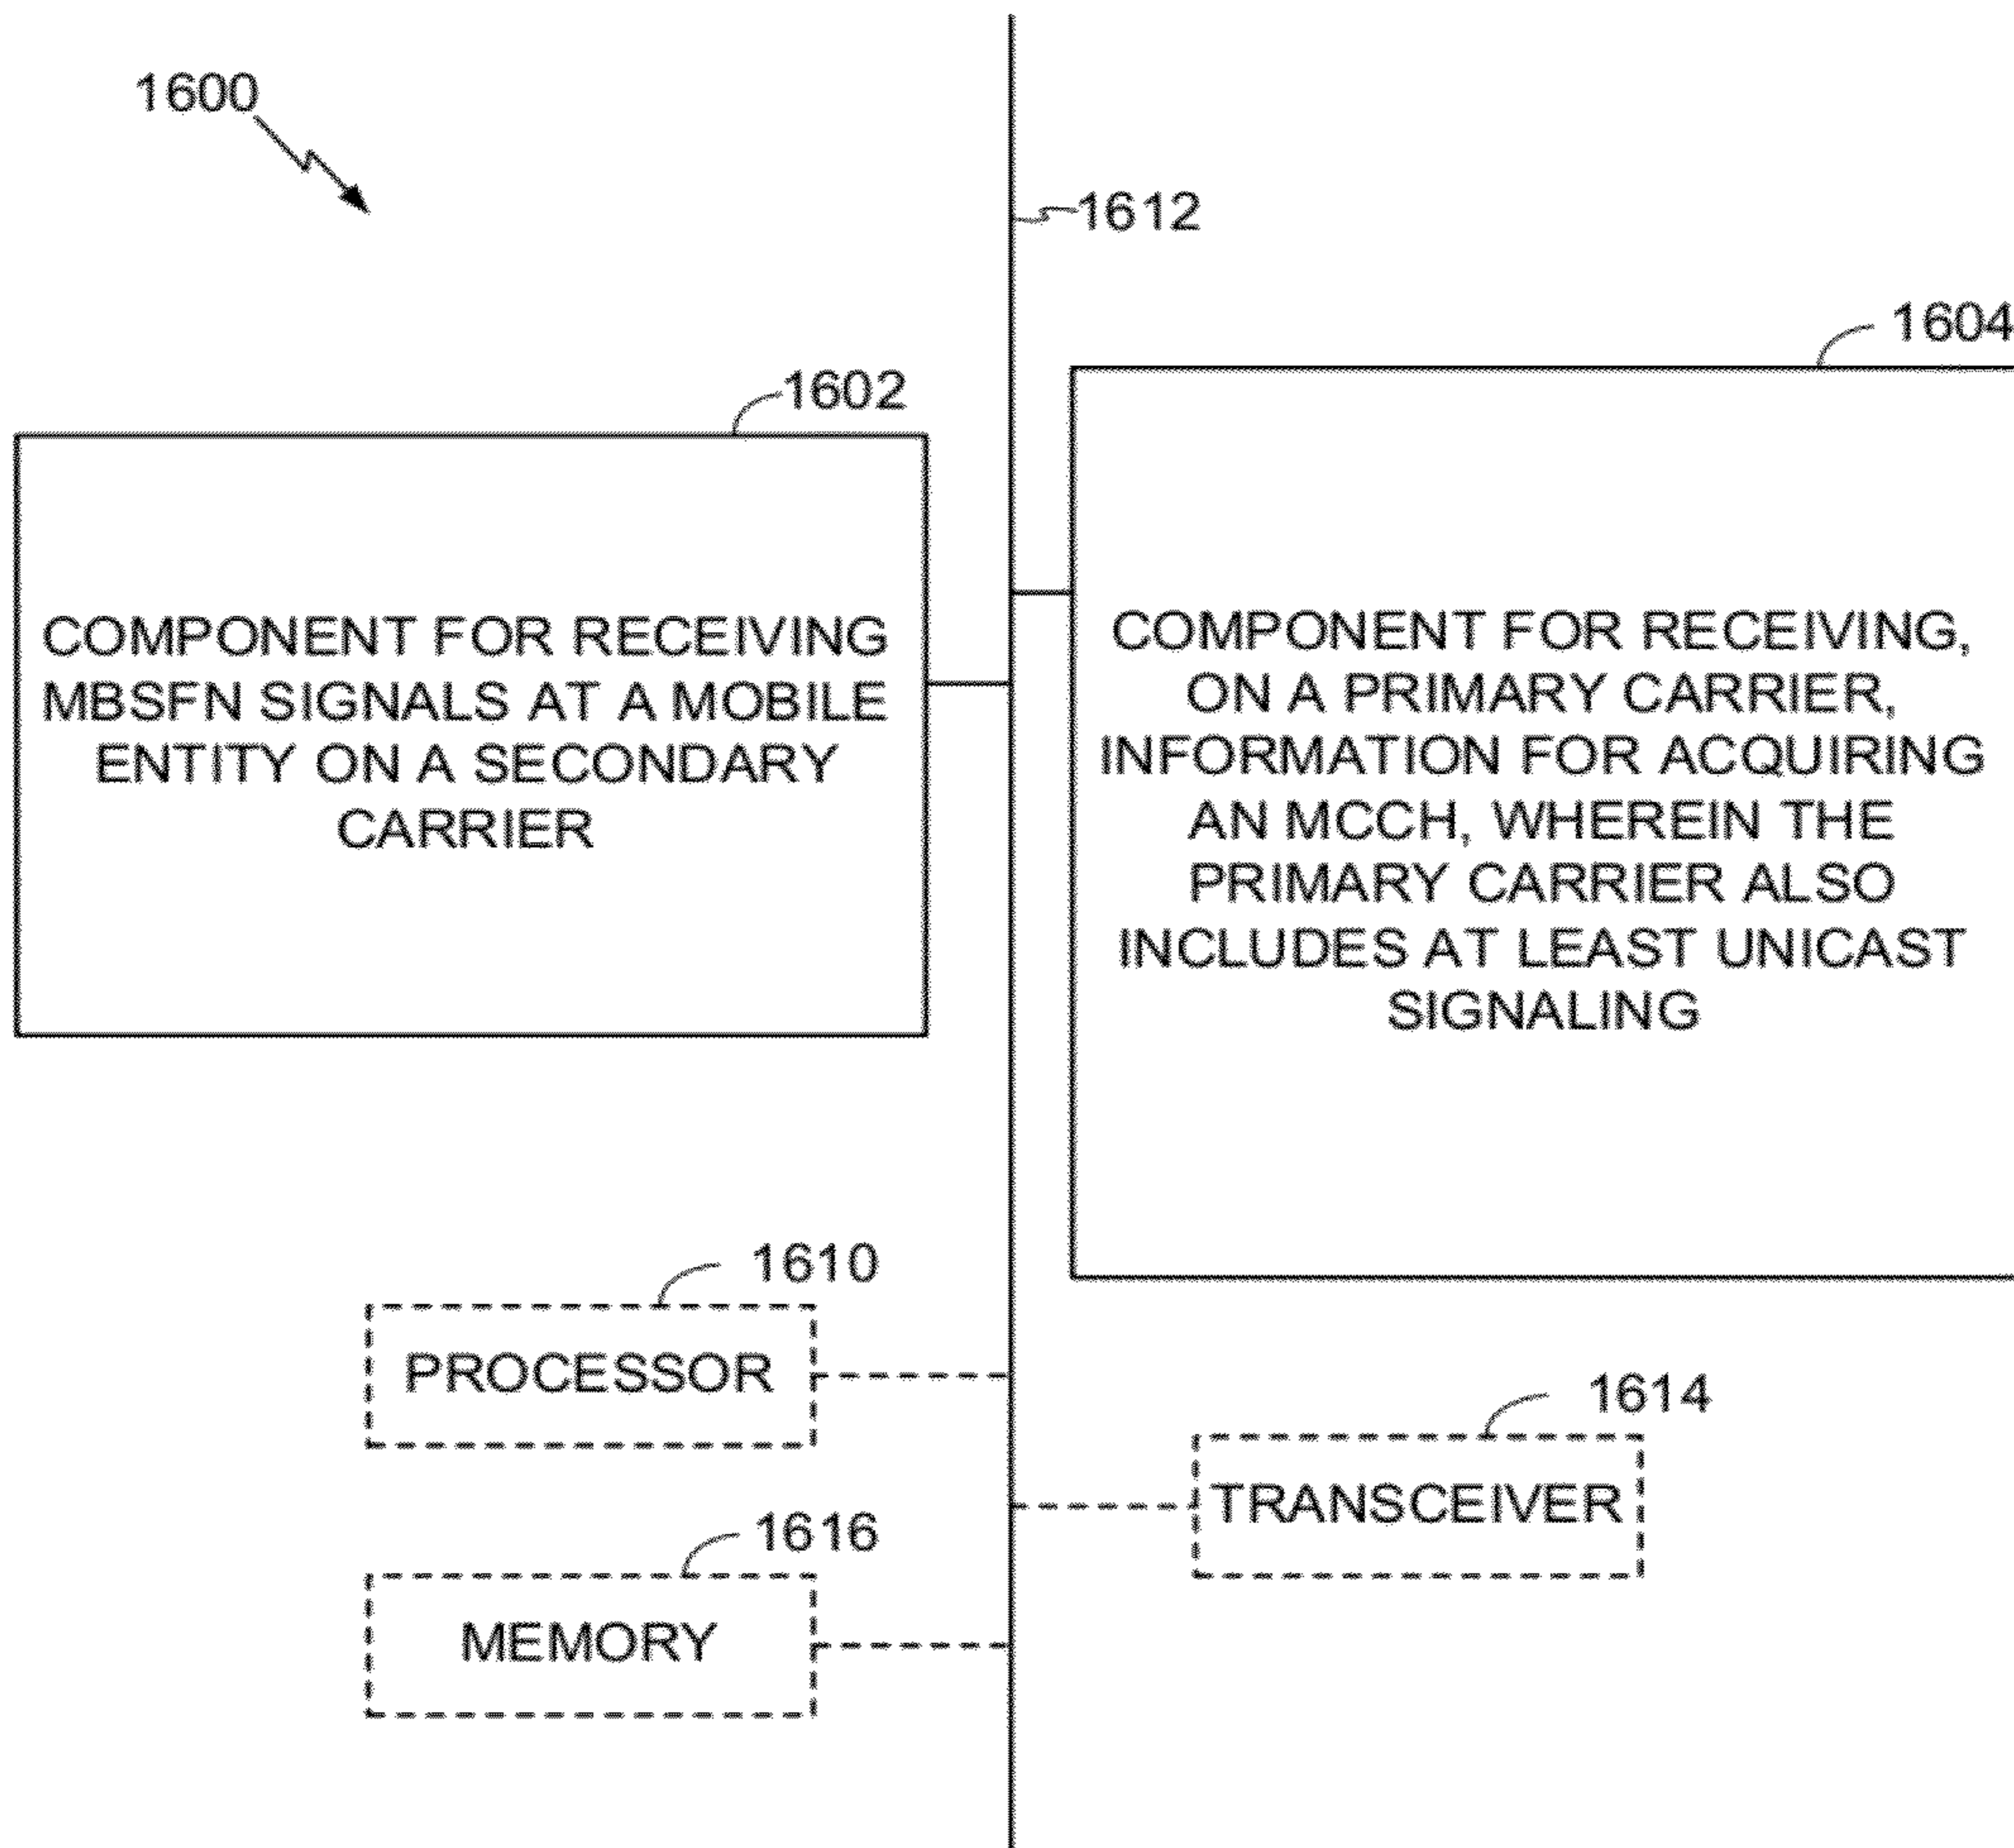 1600
1612
1604
1602
COMPONENT FOR RECEIVING
MBSFN SIGNALS AT A MOBILE
ENTITY ON A SECONDARY
CARRIER
COMPONENT FOR RECEIVING,
ON A PRIMARY CARRIER,
INFORMATION FOR ACQUIRING
AN MCCH, WHEREIN THE
PRIMARY CARRIER ALSO
INCLUDES AT LEAST UNICAST
SIGNALING
1610
PROCESSOR
1614
TRANSCEIVER
1616
MEMORY